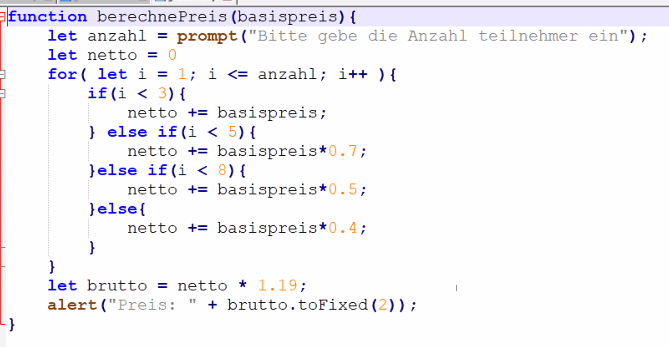 function berechnePreis(basispreis){
    let anzahl = prompt("Bitte gebe die Anzahl teilnehmer ein");
    let netto = 0
    for( let i = 1; i <= anzahl; i++ ){
        if(i < 3){
            netto += basispreis;
        } else if(i < 5){
            netto += basispreis*0.7;
        }else if(i < 8){
            netto += basispreis*0.5;
        }else{
            netto += basispreis*0.4;
        }
    }
    let brutto = netto * 1.19;
    alert("Preis: " + brutto.toFixed(2));
}